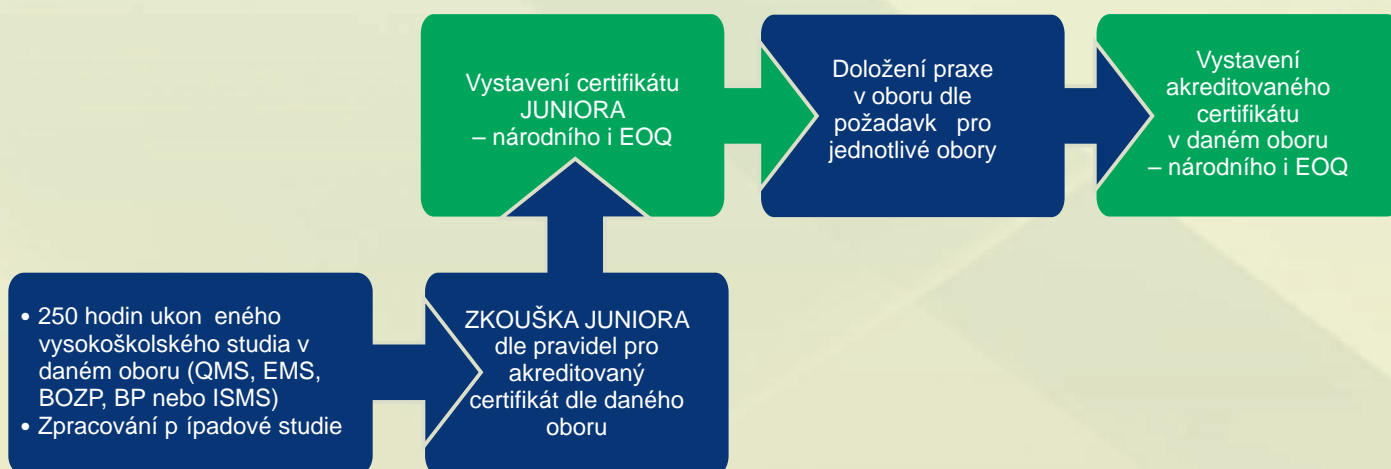 Vystavení certifikátu
JUNIORA
– národního i EOQ
Doložení praxe
v oboru dle
požadavk pro
jednotlivé obory
Vystavení
akreditovaného
certifikátu
v daném oboru
– národního i EOQ
• 250 hodin ukon eného
vysokoškolského studia v
daném oboru (QMS, EMS,
BOZP, BP nebo ISMS)
• Zpracování p ípadové studie
ZKOUŠKA JUNIORA
dle pravidel pro
akreditovaný
certifikát dle daného
oboru